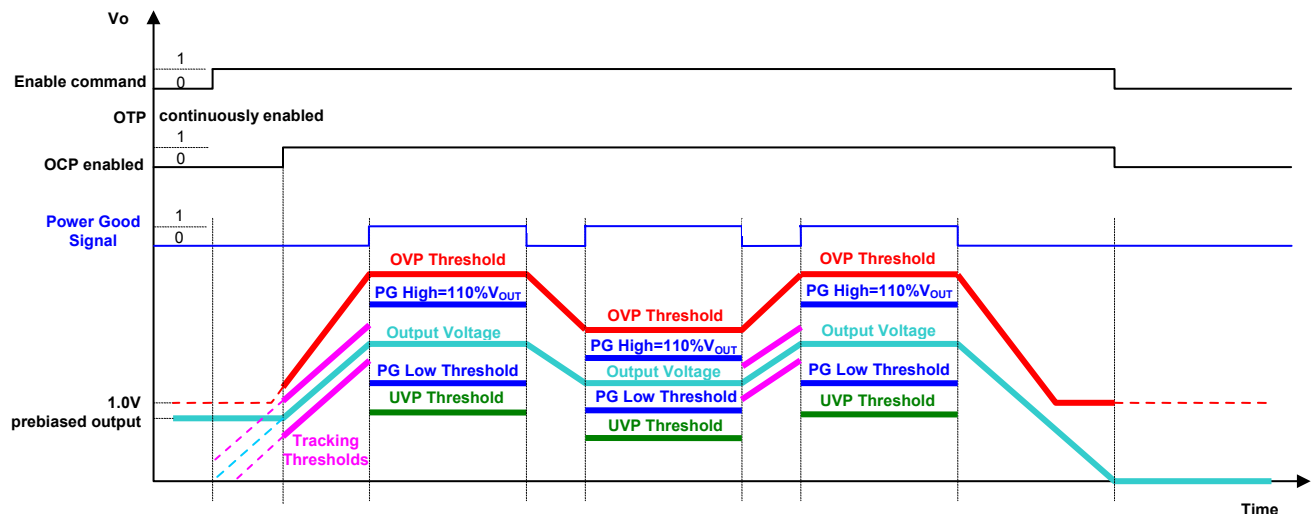 Vo
Enable command
1
0
OTP continuously enabled
OCP enabled
1
0
Power Good
Signal
1
0
OVP Threshold
PG High=110%VOUT
Output Voltage
PG Low Threshold
UVP Threshold
OVP Threshold
PG High=110%VOUT
Output Voltage
PG Low Threshold
UVP Threshold
OVP Threshold
PG High=110%VOUT
Output Voltage
PG Low Threshold
UVP Threshold
1.0V
prebiased output
Tracking
Thresholds
Time